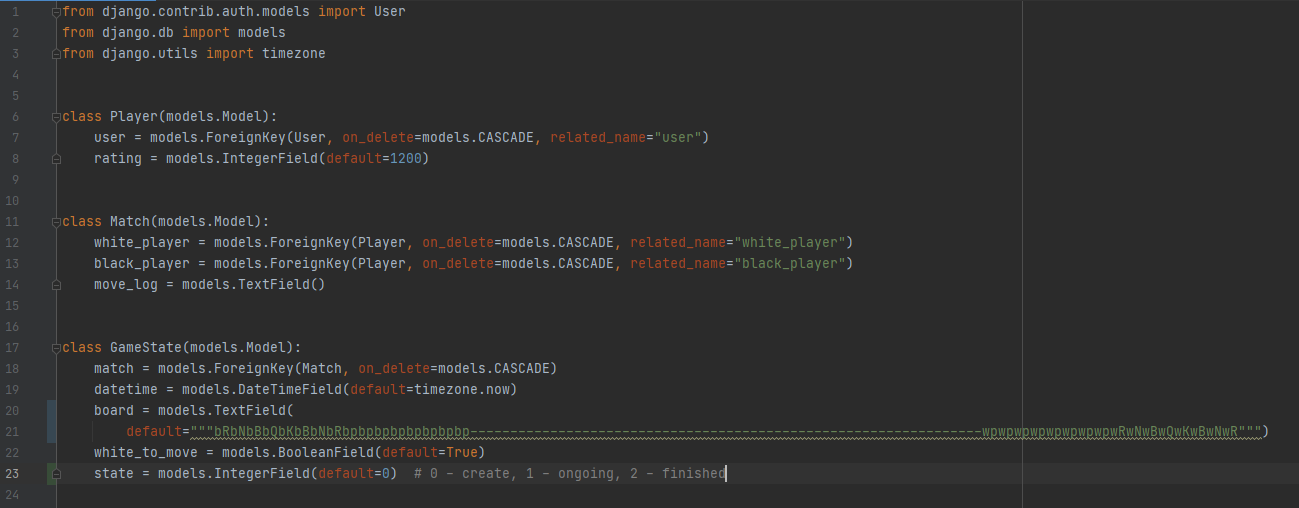 1 from django.contrib.auth.models import User
2 from django.db import models
3 from django.utils import timezone
4
5
6 class Player(models.Model):
7     user = models.ForeignKey(User, on_delete=models.CASCADE, related_name="user")
8     rating = models.IntegerField(default=1200)
9
10
11 class Match(models.Model):
12     white_player = models.ForeignKey(Player, on_delete=models.CASCADE, related_name="white_player")
13     black_player = models.ForeignKey(Player, on_delete=models.CASCADE, related_name="black_player")
14     move_log = models.TextField()
15
16
17 class GameState(models.Model):
18     match = models.ForeignKey(Match, on_delete=models.CASCADE)
19     datetime = models.DateTimeField(default=timezone.now)
20     board = models.TextField(
21         default="""bRbNbBbQbKbBbNbRbpbpbpbpbpbpbpbp----------------------------------------------------------------wpwpwpwpwpwpwpwpwRwNwBwQwKwBwNwR""")
22     white_to_move = models.BooleanField(default=True)
23     state = models.IntegerField(default=0)  # 0 - create, 1 - ongoing, 2 - finished
24